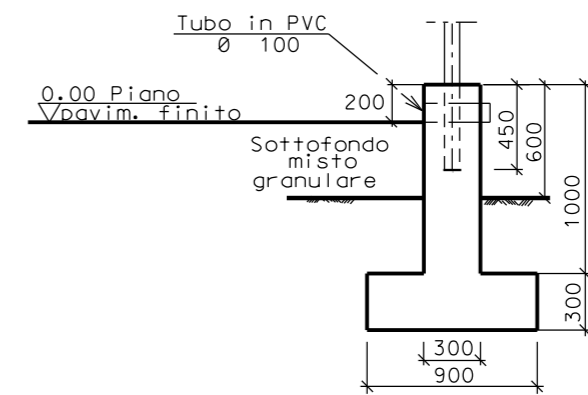 Tubo in PVC
Ø 100
0.00 Piano
pavim. finito
200
Sottofondo
misto
granulare
450
600
1000
300
300
900